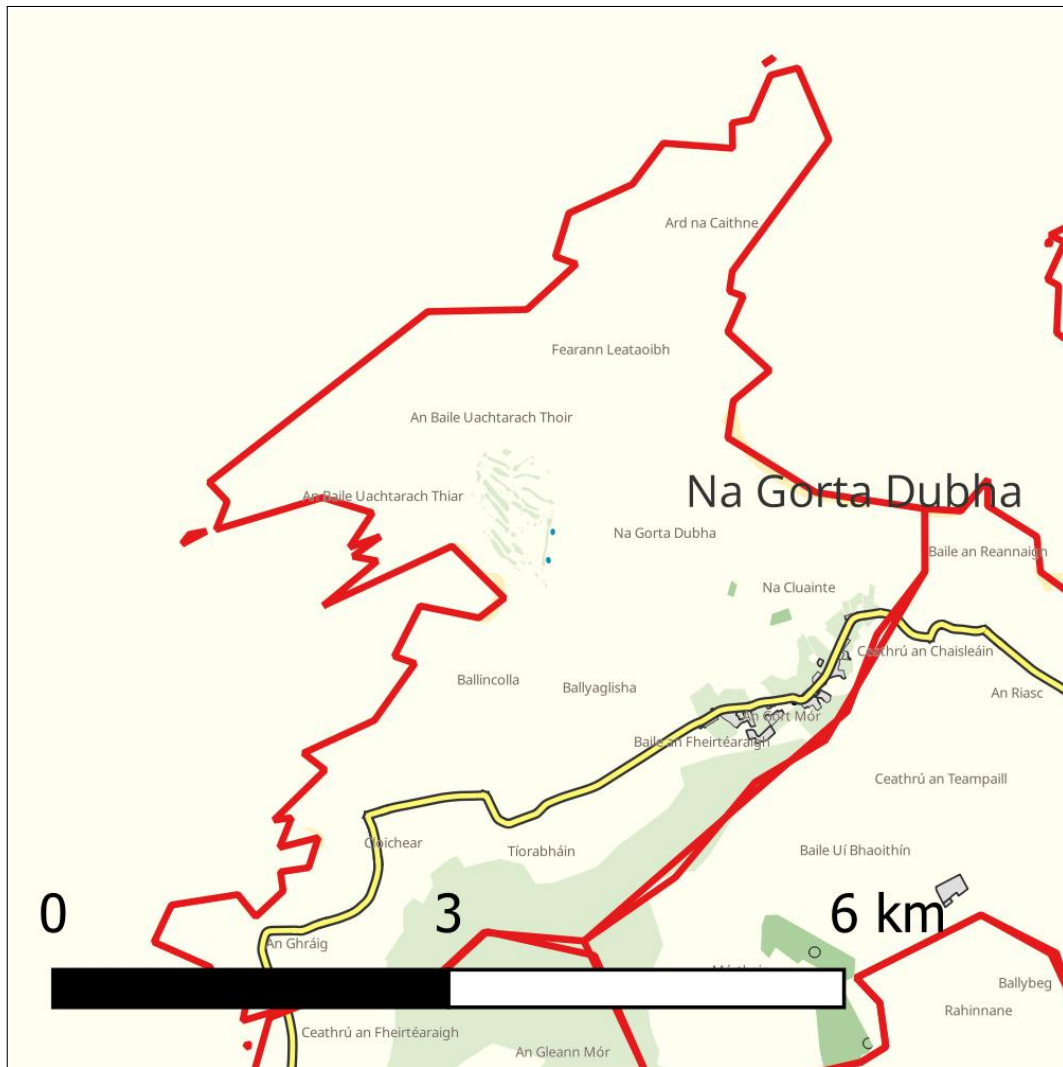 Ard na Caithne
Fearann Leataoibh
An Baile Uachtarach Thoir
An Baile Uachtarach Thiar
Na Gorta Dubha
Na Gorta Dubha
Baile an Reannaigh
Na Cluainte
Ceathrú an Chaisleáin
Ballincolla
Ballyaglisha
An Riasc
An Gort Mór
Baile an Fheirtéaraigh
Ceathrú an Teampaill
Cloichear
Tíorabháin
Baile Uí Bhaoithín
0 3 6 km
An Ghráig
Ballybeg
Rahinnane
Ceathrú an Fheirtéaraigh
An Gleann Mór